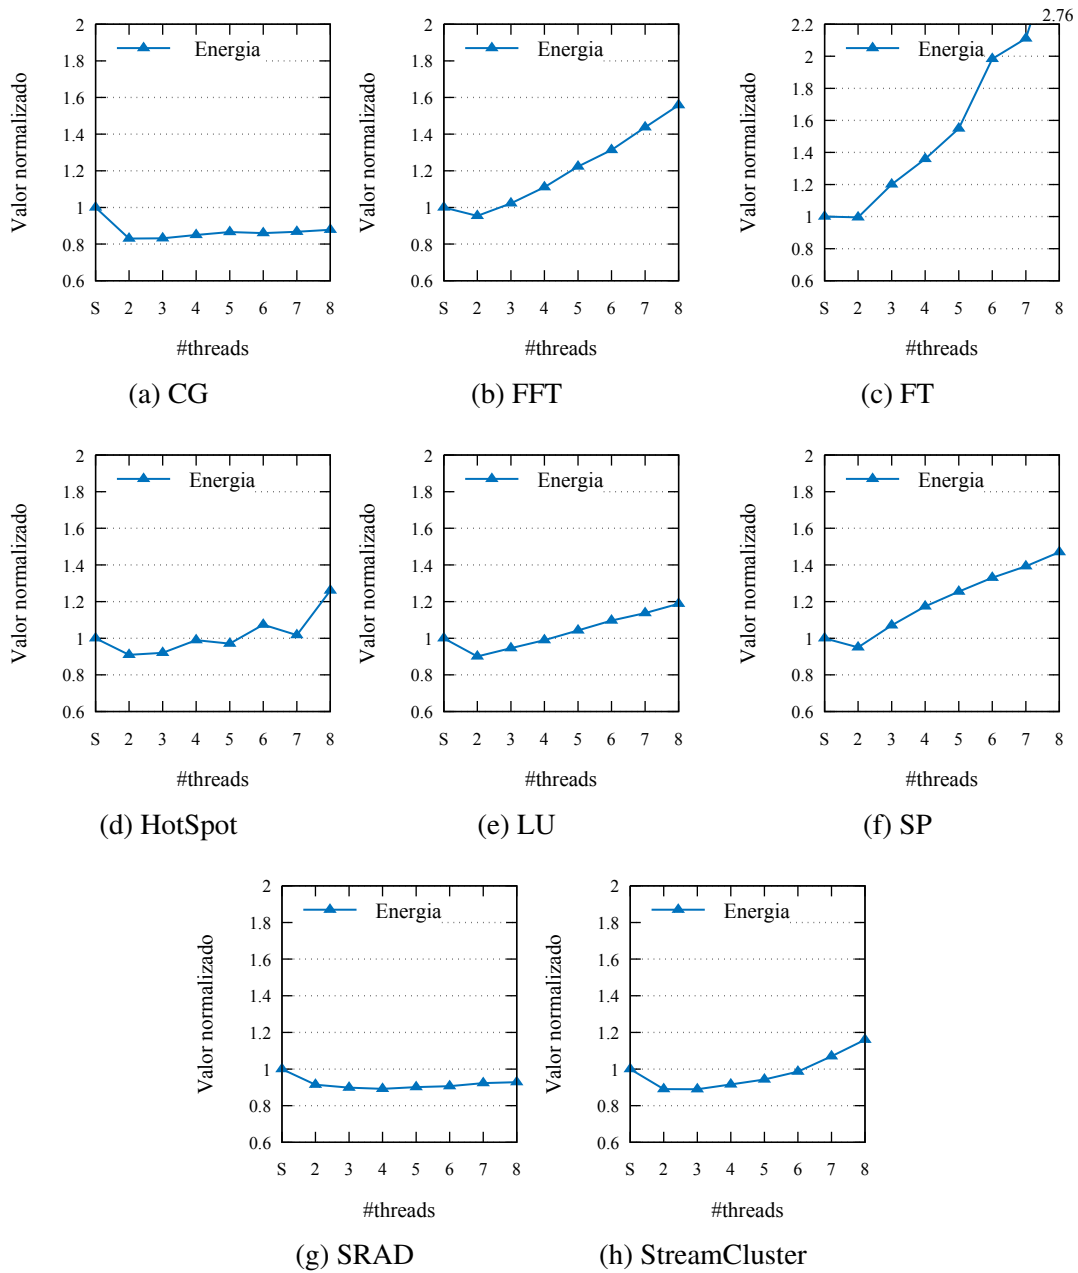 2
1.8
1.6
1.4
1.2
1
0.8
0.6
Energia
Valor normalizado
S 2 3 4 5 6 7 8
#threads
(a) CG
2
1.8
1.6
1.4
1.2
1
0.8
0.6
Energia
Valor normalizado
S 2 3 4 5 6 7 8
#threads
(b) FFT
2.76
2.2
2
1.8
1.6
1.4
1.2
1
0.8
0.6
Energia
Valor normalizado
S 2 3 4 5 6 7 8
#threads
(c) FT
2
1.8
1.6
1.4
1.2
1
0.8
0.6
Energia
Valor normalizado
S 2 3 4 5 6 7 8
#threads
(d) HotSpot
2
1.8
1.6
1.4
1.2
1
0.8
0.6
Energia
Valor normalizado
S 2 3 4 5 6 7 8
#threads
(e) LU
2
1.8
1.6
1.4
1.2
1
0.8
0.6
Energia
Valor normalizado
S 2 3 4 5 6 7 8
#threads
(f) SP
2
1.8
1.6
1.4
1.2
1
0.8
0.6
Energia
Valor normalizado
S 2 3 4 5 6 7 8
#threads
(g) SRAD
2
1.8
1.6
1.4
1.2
1
0.8
0.6
Energia
Valor normalizado
S 2 3 4 5 6 7 8
#threads
(h) StreamCluster